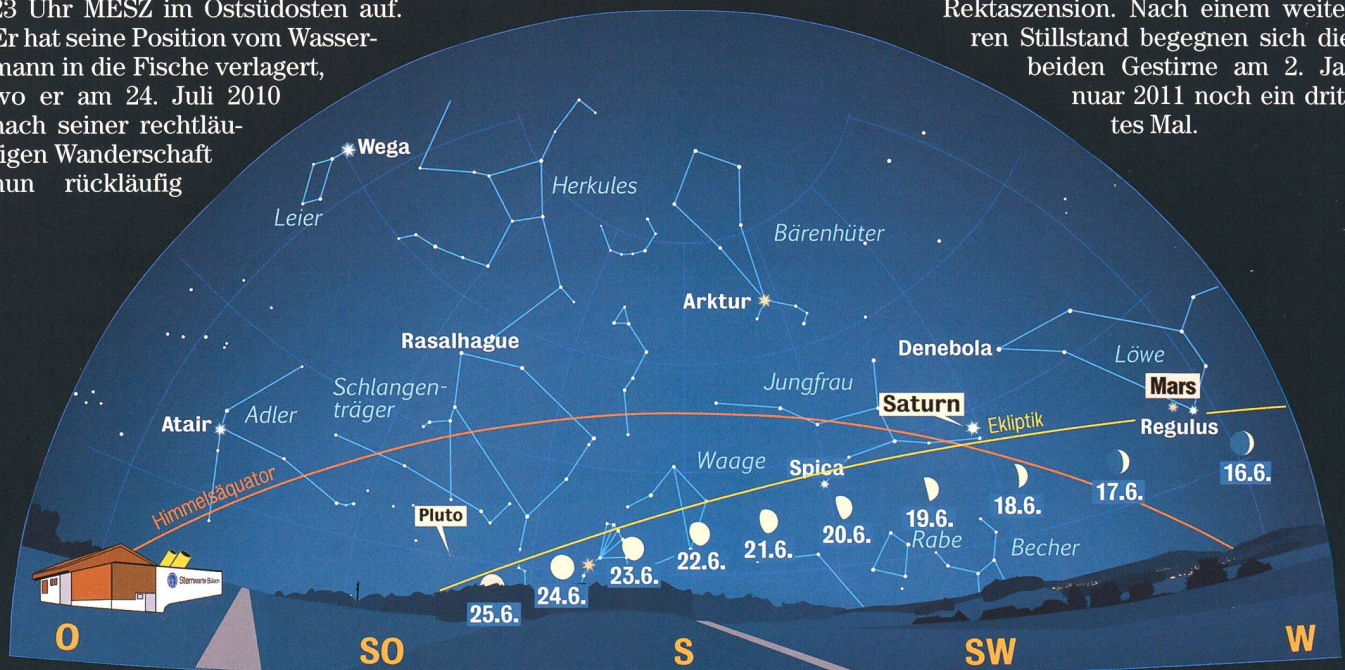 23 Uhr MESZ im Ostsüdosten auf.
Er hat seine Position vom Wasser-
mann in die Fische verlagert,
wo er am 24. Juli 2010
nach seiner rechtläu-
figen Wanderschaft
nun rückläufig
Rektaszension. Nach einem weite-
ren Stillstand begegnen sich die
beiden Gestirne am 2. Ja-
nuar 2011 noch ein drit-
tes Mal.
Wega
Leier
Herkules
Bärenhüter
Arktur
Rasalhague
Denebola
Löwe
Mars
Regulus
Schlangen-
träger
Jungfrau
Saturn
Ekliptik
Atair
Adler
Waage
Spica
Himmelsäquator
Pluto
16.6.
17.6.
18.6.
19.6.
20.6.
21.6.
22.6.
23.6.
24.6.
25.6.
Rabe
Becher
Sternwarte Bülach
O
SO
S
SW
W